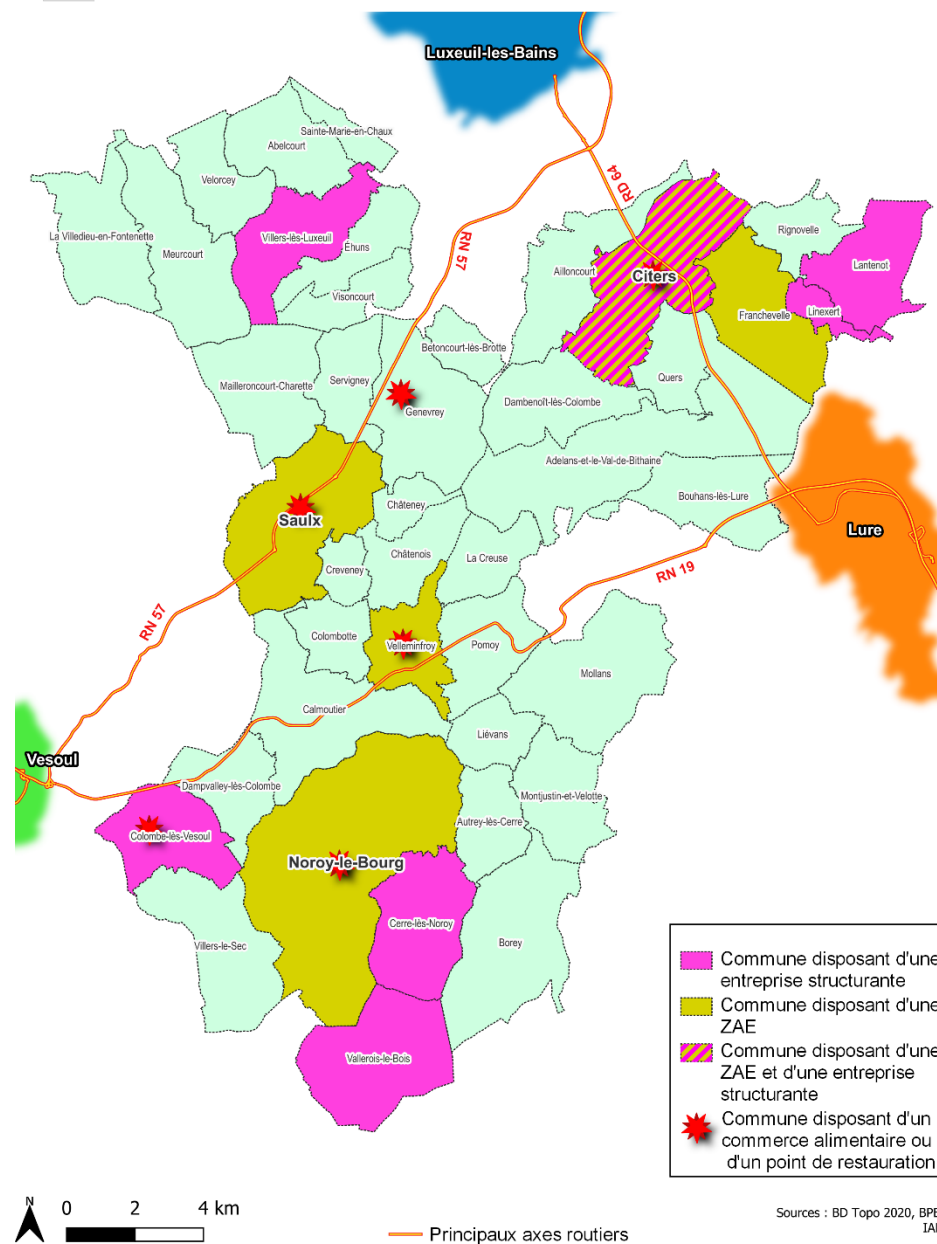 Luxeuil-les-Bains
Sainte-Marie-en-Chaux
Abelcourt
Velorcey
RD 64
La Villedieu-en-Fontenette
Villers-lès-Luxeuil
Éhuns
Meurcourt
RN 57
Rignovelle
Ailloncourt
Lantenot
Citers
Visoncourt
Linexert
Franchevelle
Betoncourt-lès-Brotte
Servigney
Mailleroncourt-Charette
Quers
Dambenoît-lès-Colombe
Genevrey
Adelans-et-le-Val-de-Bithaine
Bouhans-lès-Lure
Châteney
Saulx
Lure
Châtenois
La Creuse
Creveney
RN 19
RN 57
Colombotte
Velleminfroy
Pomoy
Mollans
Calmoutier
Liévans
Vesoul
Dampvalley-lès-Colombe
Montjustin-et-Velotte
Autrey-lès-Cerre
Colombe-lès-Vesoul
Noroy-le-Bourg
Cerre-lès-Noroy
Villers-le-Sec
Borey
Vallerois-le-Bois
Commune disposant d'une
entreprise structurante
Commune disposant d'une
ZAE
Commune disposant d'une
ZAE et d'une entreprise
structurante
Commune disposant d'un
commerce alimentaire ou
d'un point de restauration
N
0 2 4 km
Principaux axes routiers
Sources : BD Topo 2020, BPE